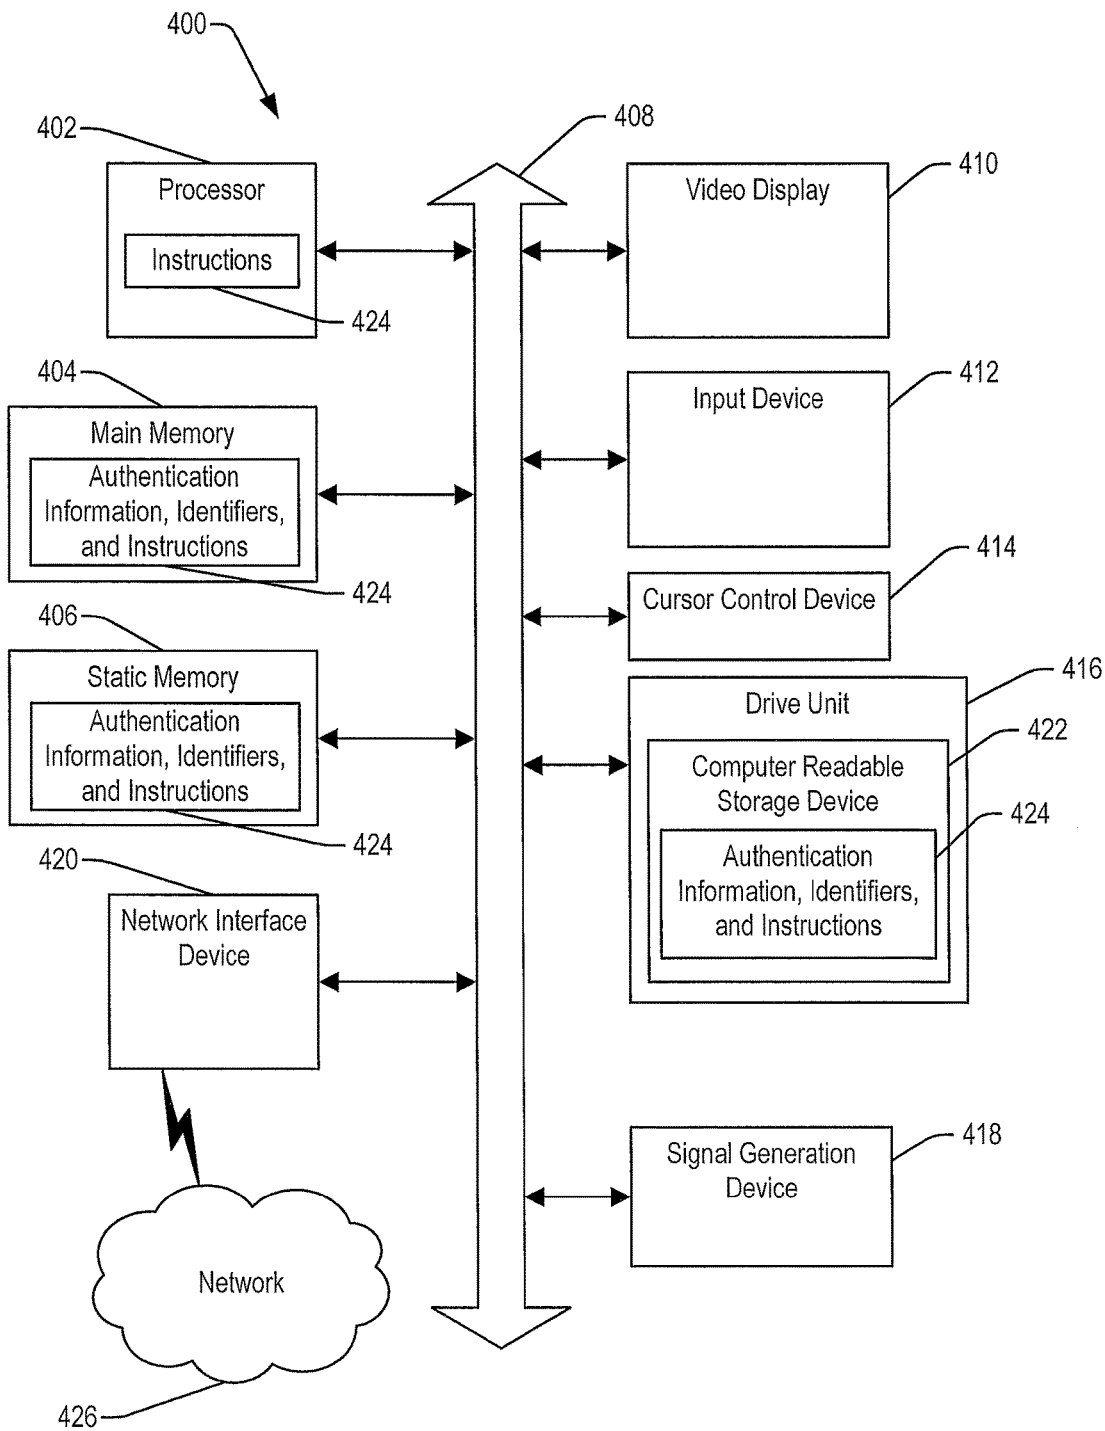 400
402
Processor
Instructions
424
404
Main Memory
Authentication
Information, Identifiers,
and Instructions
424
406
Static Memory
Authentication
Information, Identifiers,
and Instructions
424
420
Network Interface
Device
Network
426
408
Video Display
410
Input Device
412
Cursor Control Device
414
Drive Unit
416
Computer Readable
Storage Device
422
Authentication
Information, Identifiers,
and Instructions
424
Signal Generation
Device
418